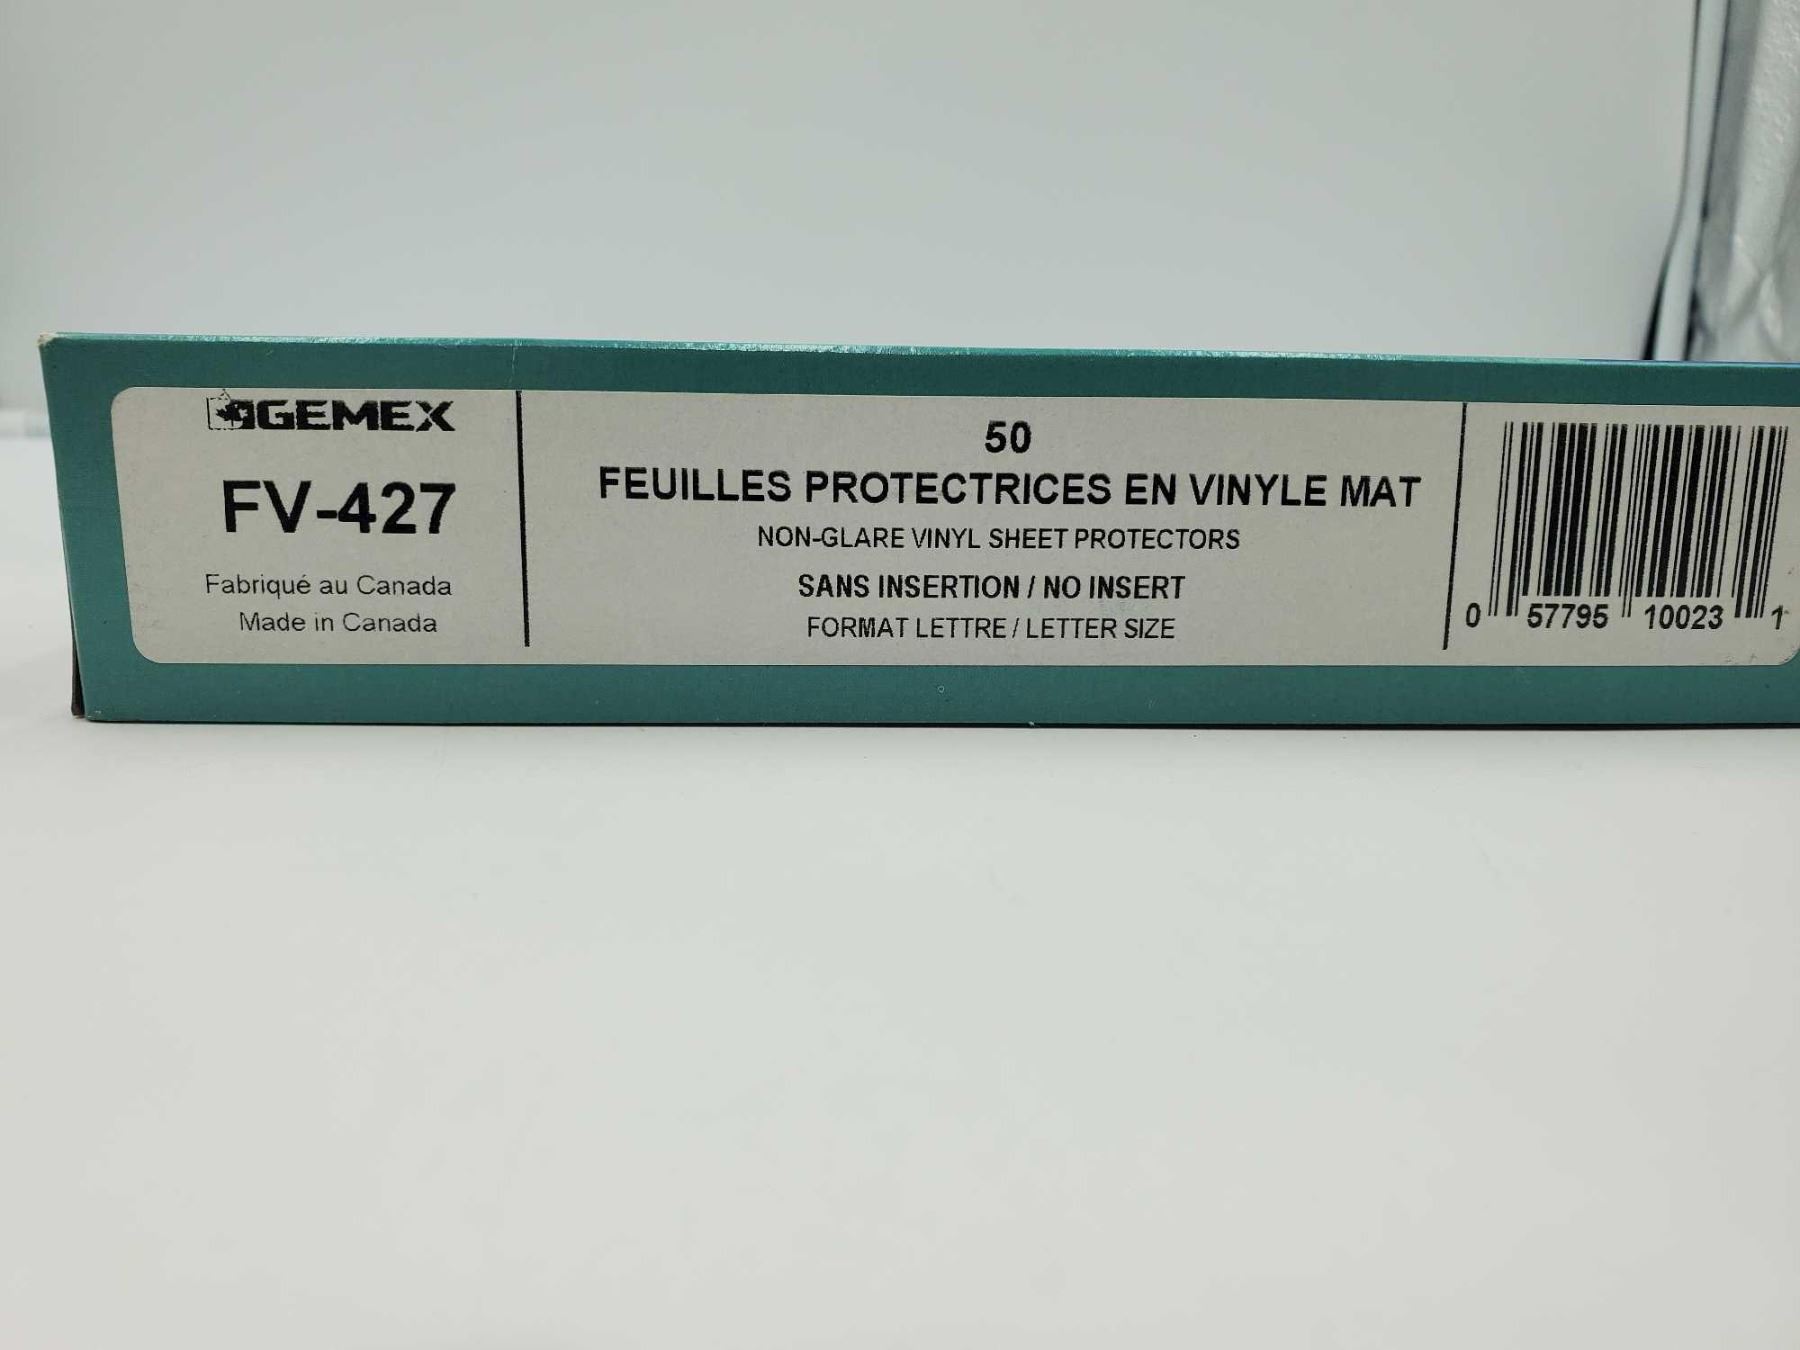 GEMEX
FV-427
Fabriqué au Canada
Made in Canada
50
FEUILLES PROTECTRICES EN VINYLE MAT
NON-GLARE VINYL SHEET PROTECTORS
SANS INSERTION / NO INSERT
FORMAT LETTRE / LETTER SIZE
0 57795 10023 1